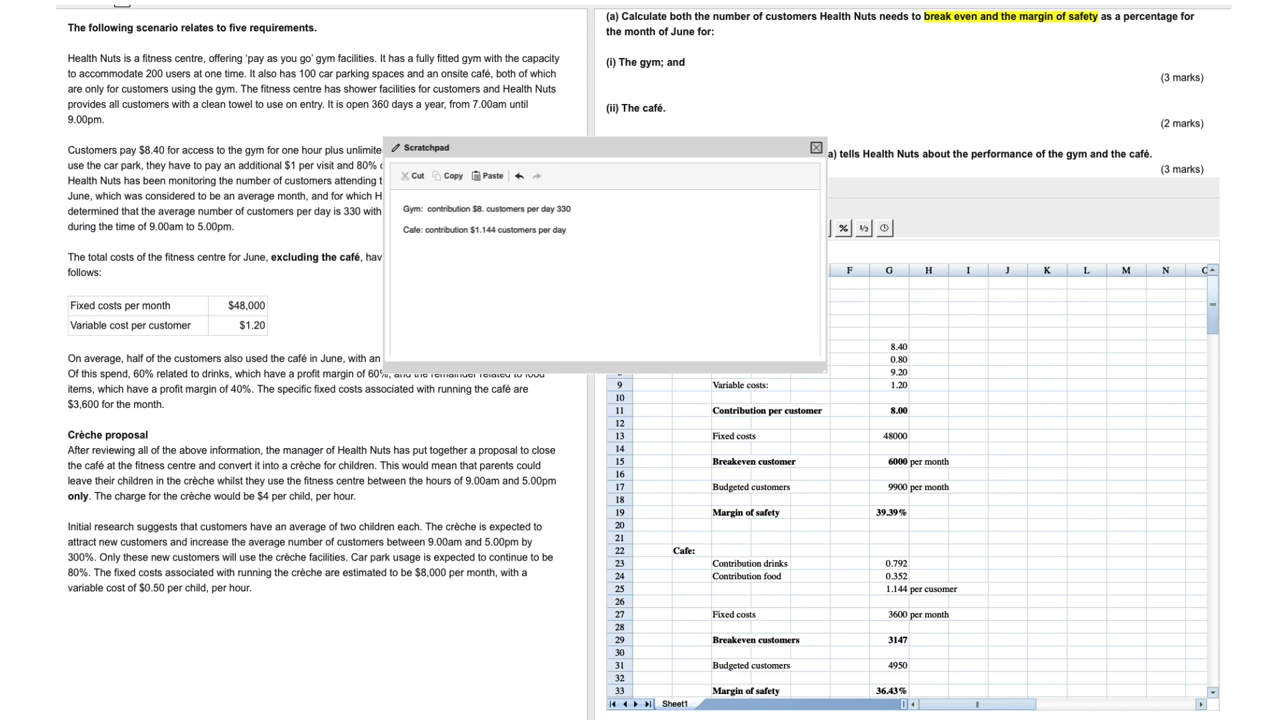 The following scenario relates to five requirements.
Health Nuts is a fitness centre, offering 'pay as you go' gym facilities. It has a fully fitted gym with the capacity
to accommodate 200 users at one time. It also has 100 car parking spaces and an onsite café, both of which
are only for customers using the gym. The fitness centre has shower facilities for customers and Health Nuts
provides all customers with a clean towel to use on entry. It is open 360 days a year, from 7.00am until
9.00pm.
Customers pay $8.40 for access to the gym for one hour plus unlimite
use the car park, they have to pay an additional $1 per visit and 80%
Health Nuts has been monitoring the number of customers attending
June, which was considered to be an average month, and for which H
determined that the average number of customers per day is 330 with
during the time of 9.00am to 5.00pm.
The total costs of the fitness centre for June, excluding the café, hav
follows:
Fixed costs per month $48,000
Variable cost per customer $1.20
On average, half of the customers also used the café in June, with an
Of this spend, 60% related to drinks, which have a profit margin of 60%, and the remainder related to food
items, which have a profit margin of 40%. The specific fixed costs associated with running the café are
$3,600 for the month.
Crèche proposal
After reviewing all of the above information, the manager of Health Nuts has put together a proposal to close
the café at the fitness centre and convert it into a crèche for children. This would mean that parents could
leave their children in the crèche whilst they use the fitness centre between the hours of 9.00am and 5.00pm
only. The charge for the crèche would be $4 per child, per hour.
Initial research suggests that customers have an average of two children each. The crèche is expected to
attract new customers and increase the average number of customers between 9.00am and 5.00pm by
300%. Only these new customers will use the crèche facilities. Car park usage is expected to continue to be
80%. The fixed costs associated with running the crèche are estimated to be $8,000 per month, with a
variable cost of $0.50 per child, per hour.
(a) Calculate both the number of customers Health Nuts needs to break even and the margin of safety as a percentage for
the month of June for:
(i) The gym; and
(3 marks)
(ii) The café.
(2 marks)
a) tells Health Nuts about the performance of the gym and the café.
(3 marks)
Scratchpad
Cut Copy Paste
Gym: contribution $8. customers per day 330
Cafe: contribution $1.144 customers per day
% ½
F G H I J K L M N C
8.40
0.80
9.20
9 Variable costs: 1.20
10
11 Contribution per customer 8.00
12
13 Fixed costs 48000
14
15 Breakeven customer 6000 per month
16
17 Budgeted customers 9900 per month
18
19 Margin of safety 39.39%
20
21
22 Cafe:
23 Contribution drinks 0.792
24 Contribution food 0.352
25 1.144 per cusomer
26
27 Fixed costs 3600 per month
28
29 Breakeven customers 3147
30
31 Budgeted customers 4950
32
33 Margin of safety 36.43%
Sheet1